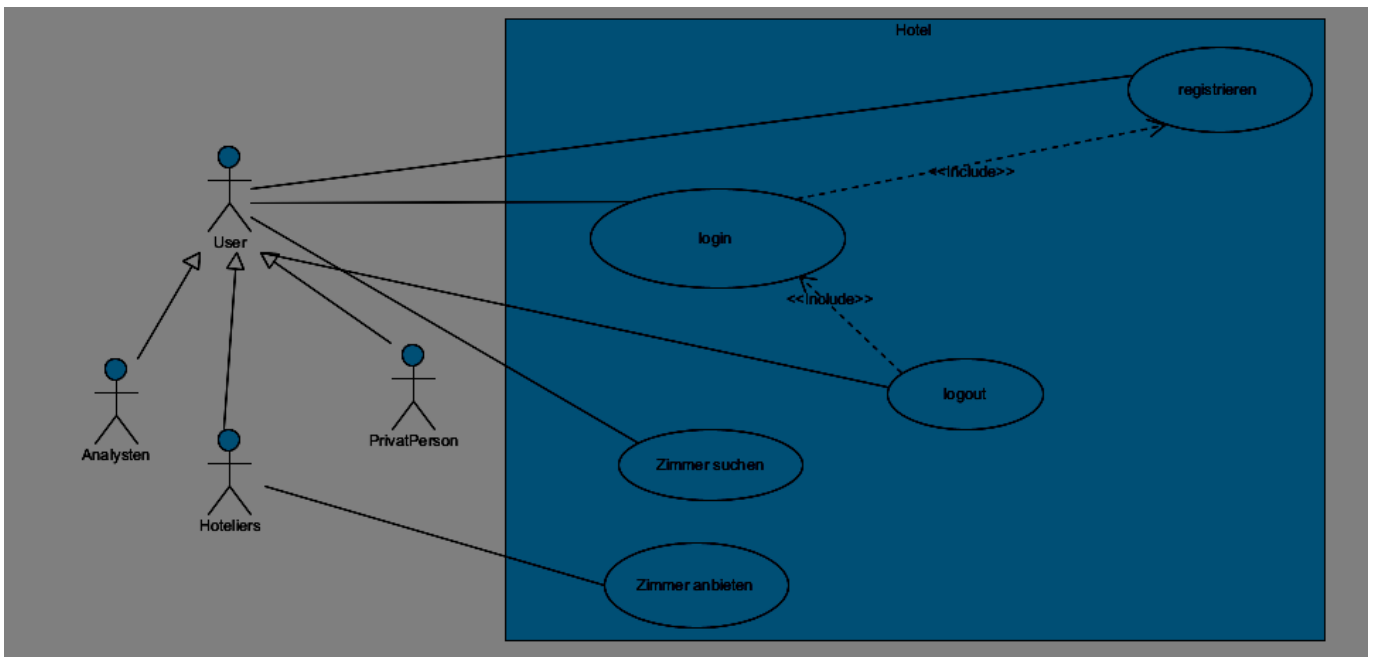 Hotel
registrieren
<<Include>>
User
login
<<Include>>
logout
Analysten
PrivatPerson
Zimmer suchen
Hoteliers
Zimmer anbieten